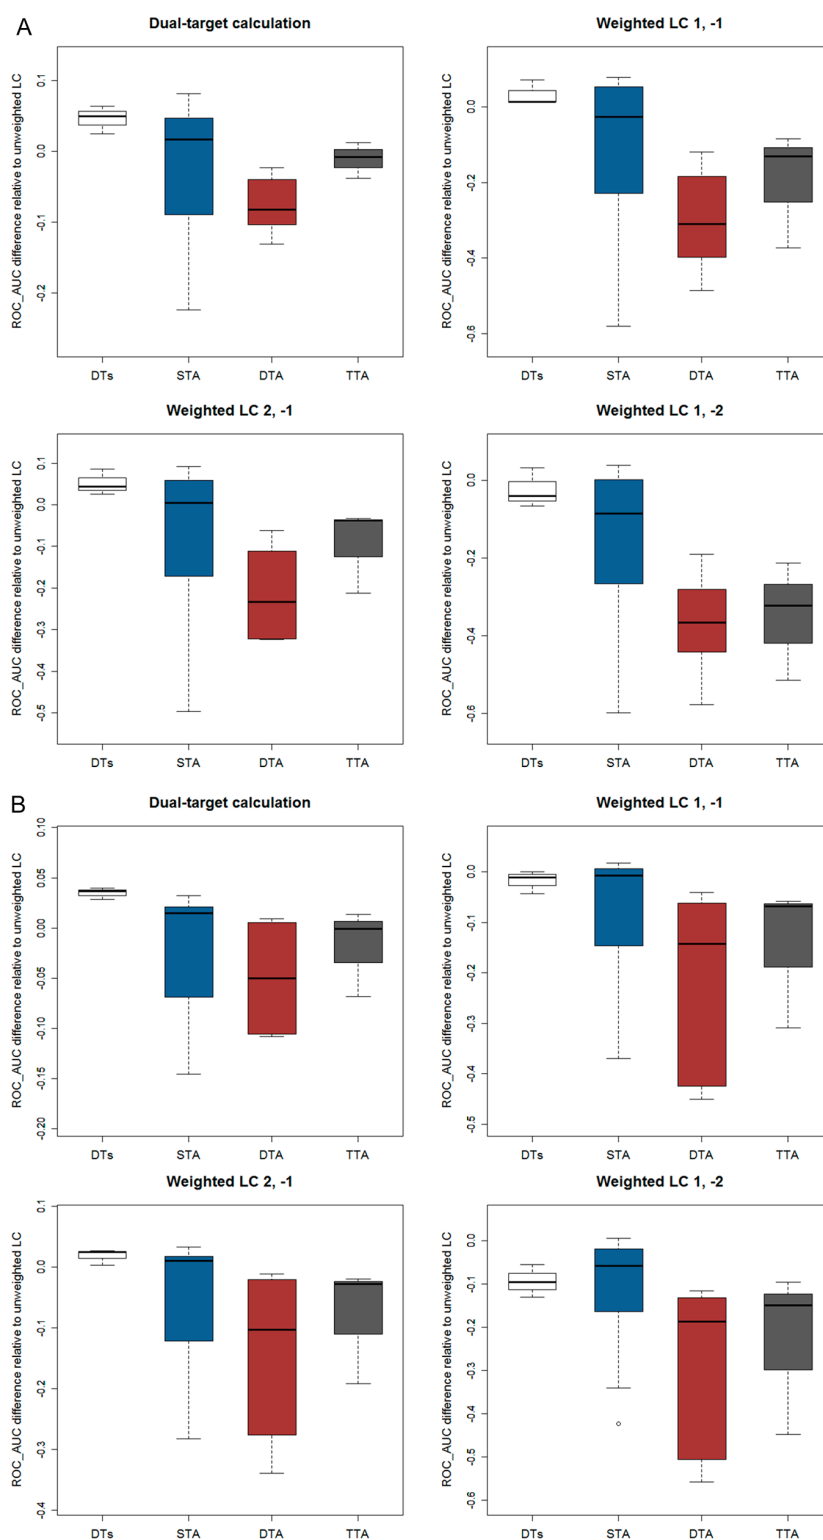 A
Dual-target calculation
ROC_AUC difference relative to unweighted LC
0.1
0.0
-0.1
-0.2
DTs STA DTA TTA
Weighted LC 1, -1
ROC_AUC difference relative to unweighted LC
0.0
-0.2
-0.4
-0.6
DTs STA DTA TTA
Weighted LC 2, -1
ROC_AUC difference relative to unweighted LC
0.1
0.0
-0.1
-0.2
-0.3
-0.4
-0.5
DTs STA DTA TTA
Weighted LC 1, -2
ROC_AUC difference relative to unweighted LC
0.0
-0.2
-0.4
-0.6
DTs STA DTA TTA
B
Dual-target calculation
ROC_AUC difference relative to unweighted LC
0.10
0.05
0.00
-0.05
-0.10
-0.15
-0.20
DTs STA DTA TTA
Weighted LC 1, -1
ROC_AUC difference relative to unweighted LC
0.0
-0.1
-0.2
-0.3
-0.4
-0.5
DTs STA DTA TTA
Weighted LC 2, -1
ROC_AUC difference relative to unweighted LC
0.1
0.0
-0.1
-0.2
-0.3
-0.4
DTs STA DTA TTA
Weighted LC 1, -2
ROC_AUC difference relative to unweighted LC
0.0
-0.1
-0.2
-0.3
-0.4
-0.5
-0.6
DTs STA DTA TTA